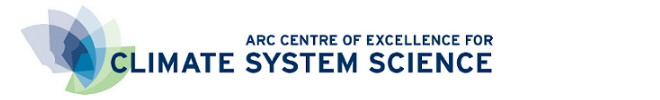 ARC CENTRE OF EXCELLENCE FOR
CLIMATE SYSTEM SCIENCE